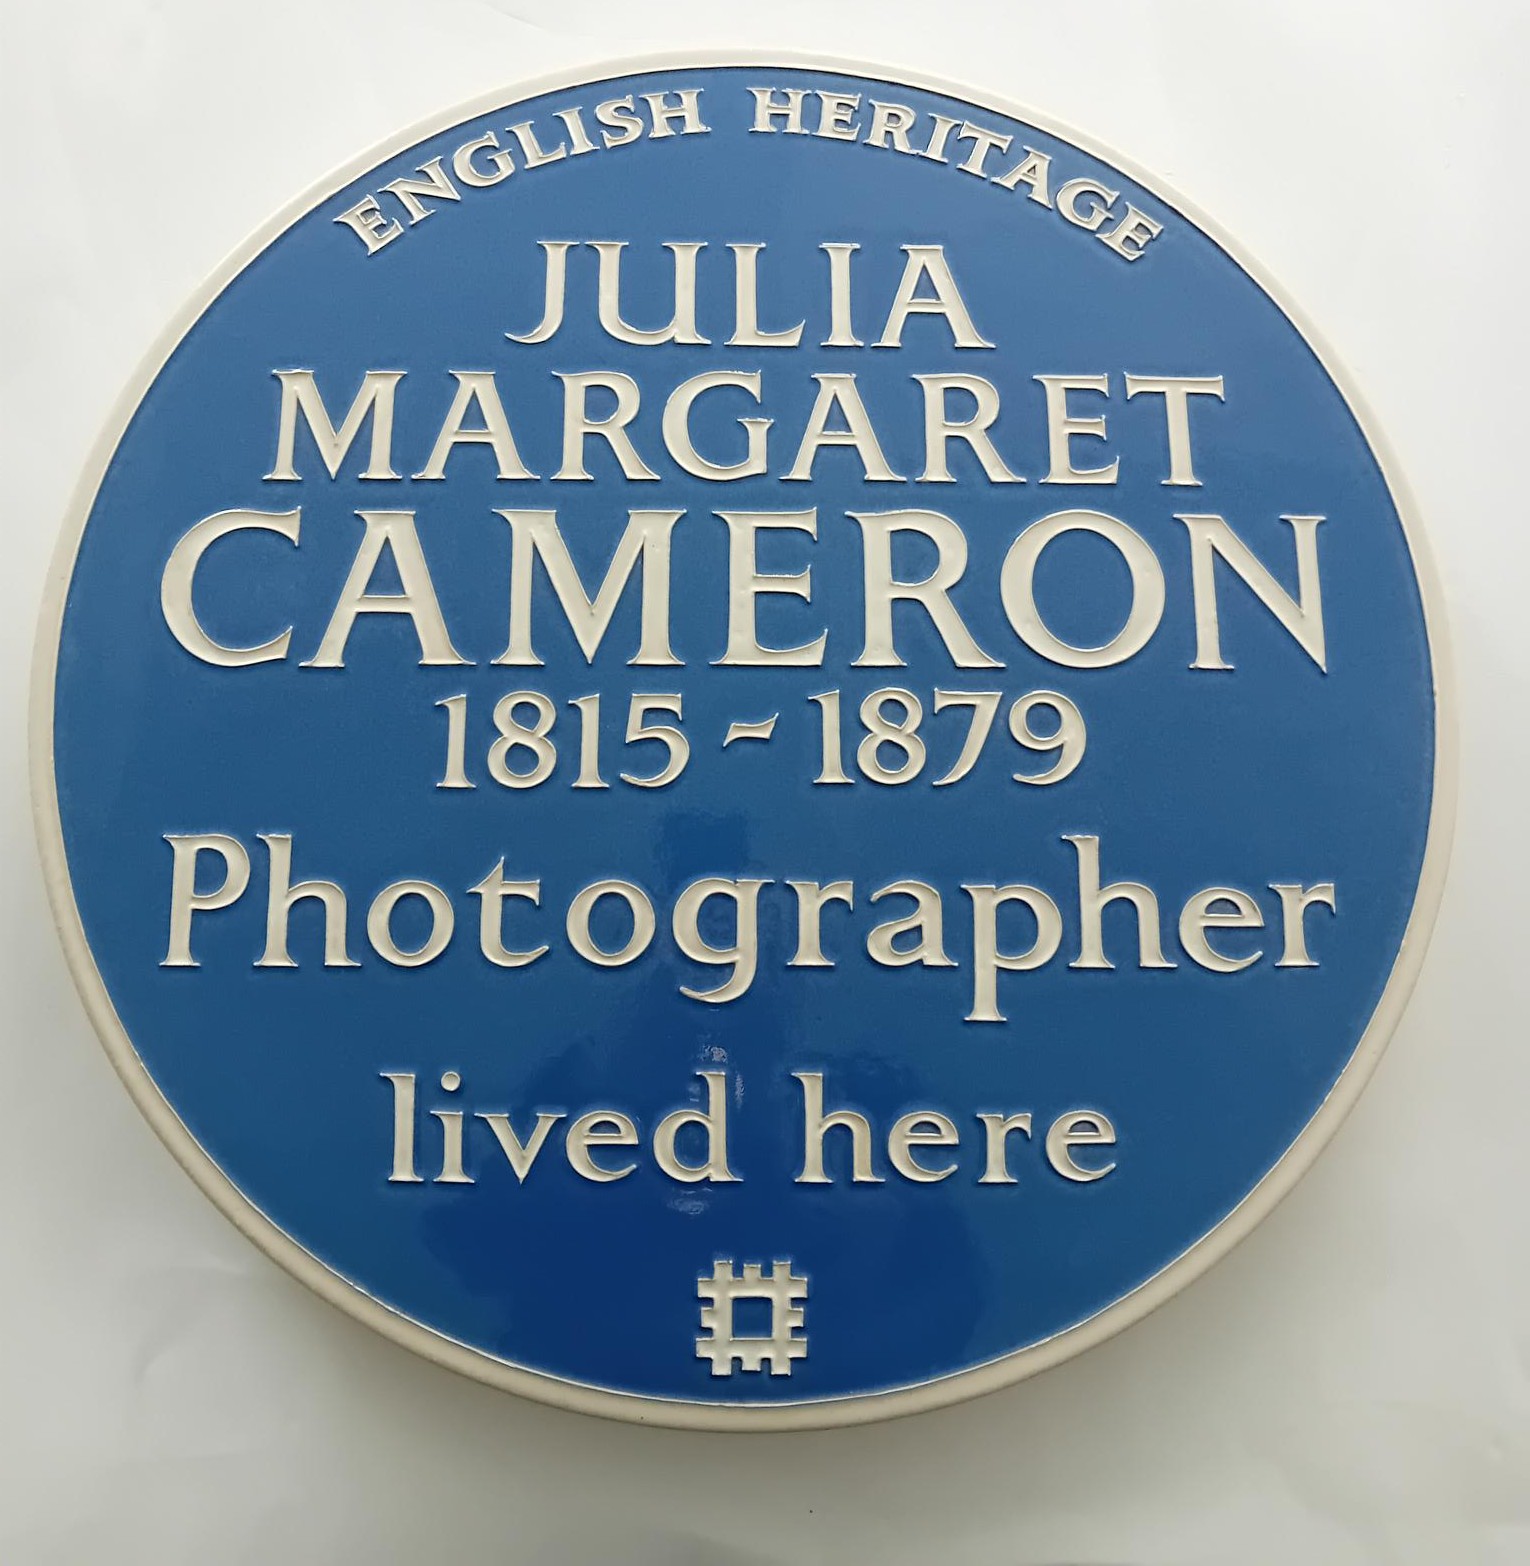 ENGLISH HERITAGE
JULIA
MARGARET
CAMERON
1815 - 1879
Photographer
lived here